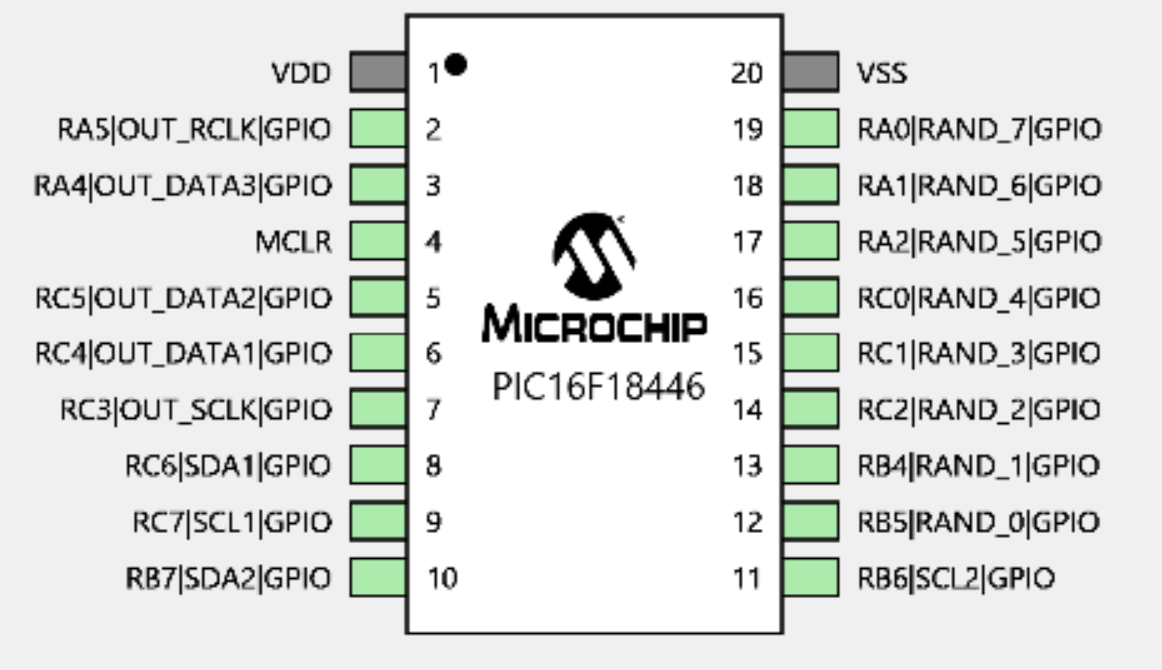 VDD 1 20 VSS
RA5|OUT_RCLK|GPIO 2 19 RA0|RAND_7|GPIO
RA4|OUT_DATA3|GPIO 3 18 RA1|RAND_6|GPIO
MCLR 4 17 RA2|RAND_5|GPIO
RC5|OUT_DATA2|GPIO 5 16 RC0|RAND_4|GPIO
MICROCHIP
RC4|OUT_DATA1|GPIO 6 15 RC1|RAND_3|GPIO
PIC16F18446
RC3|OUT_SCLK|GPIO 7 14 RC2|RAND_2|GPIO
RC6|SDA1|GPIO 8 13 RB4|RAND_1|GPIO
RC7|SCL1|GPIO 9 12 RB5|RAND_0|GPIO
RB7|SDA2|GPIO 10 11 RB6|SCL2|GPIO